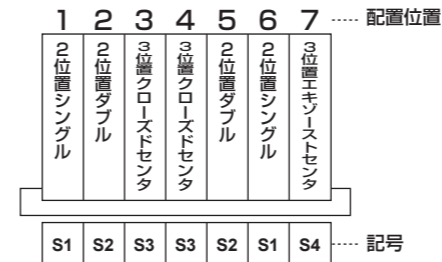 1 2 3 4 5 6 7 ····· 配置位置
2位置シングル
2位置ダブル
3位置クローズドセンタ
3位置クローズドセンタ
2位置ダブル
2位置シングル
3位置エキゾーストセンタ
S1 S2 S3 S3 S2 S1 S4 ····· 記号